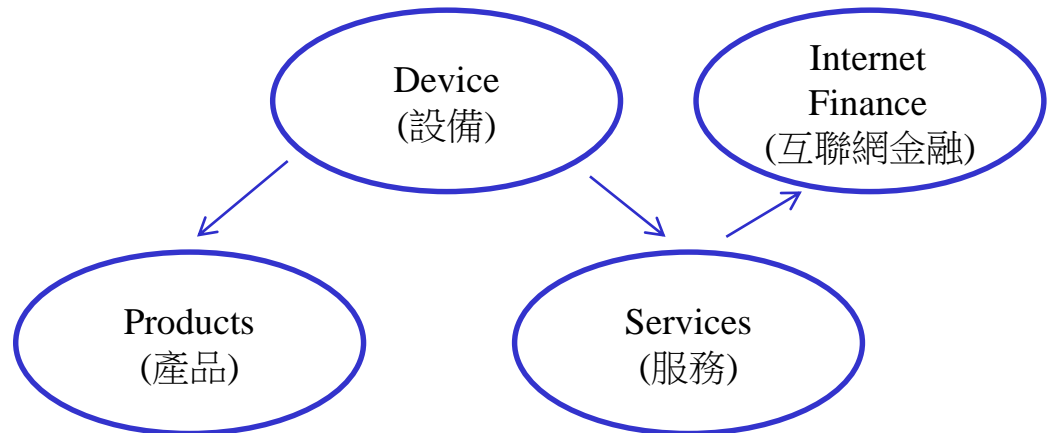 Device
(設備)
Internet
Finance
(互聯網金融)
Products
(產品)
Services
(服務)